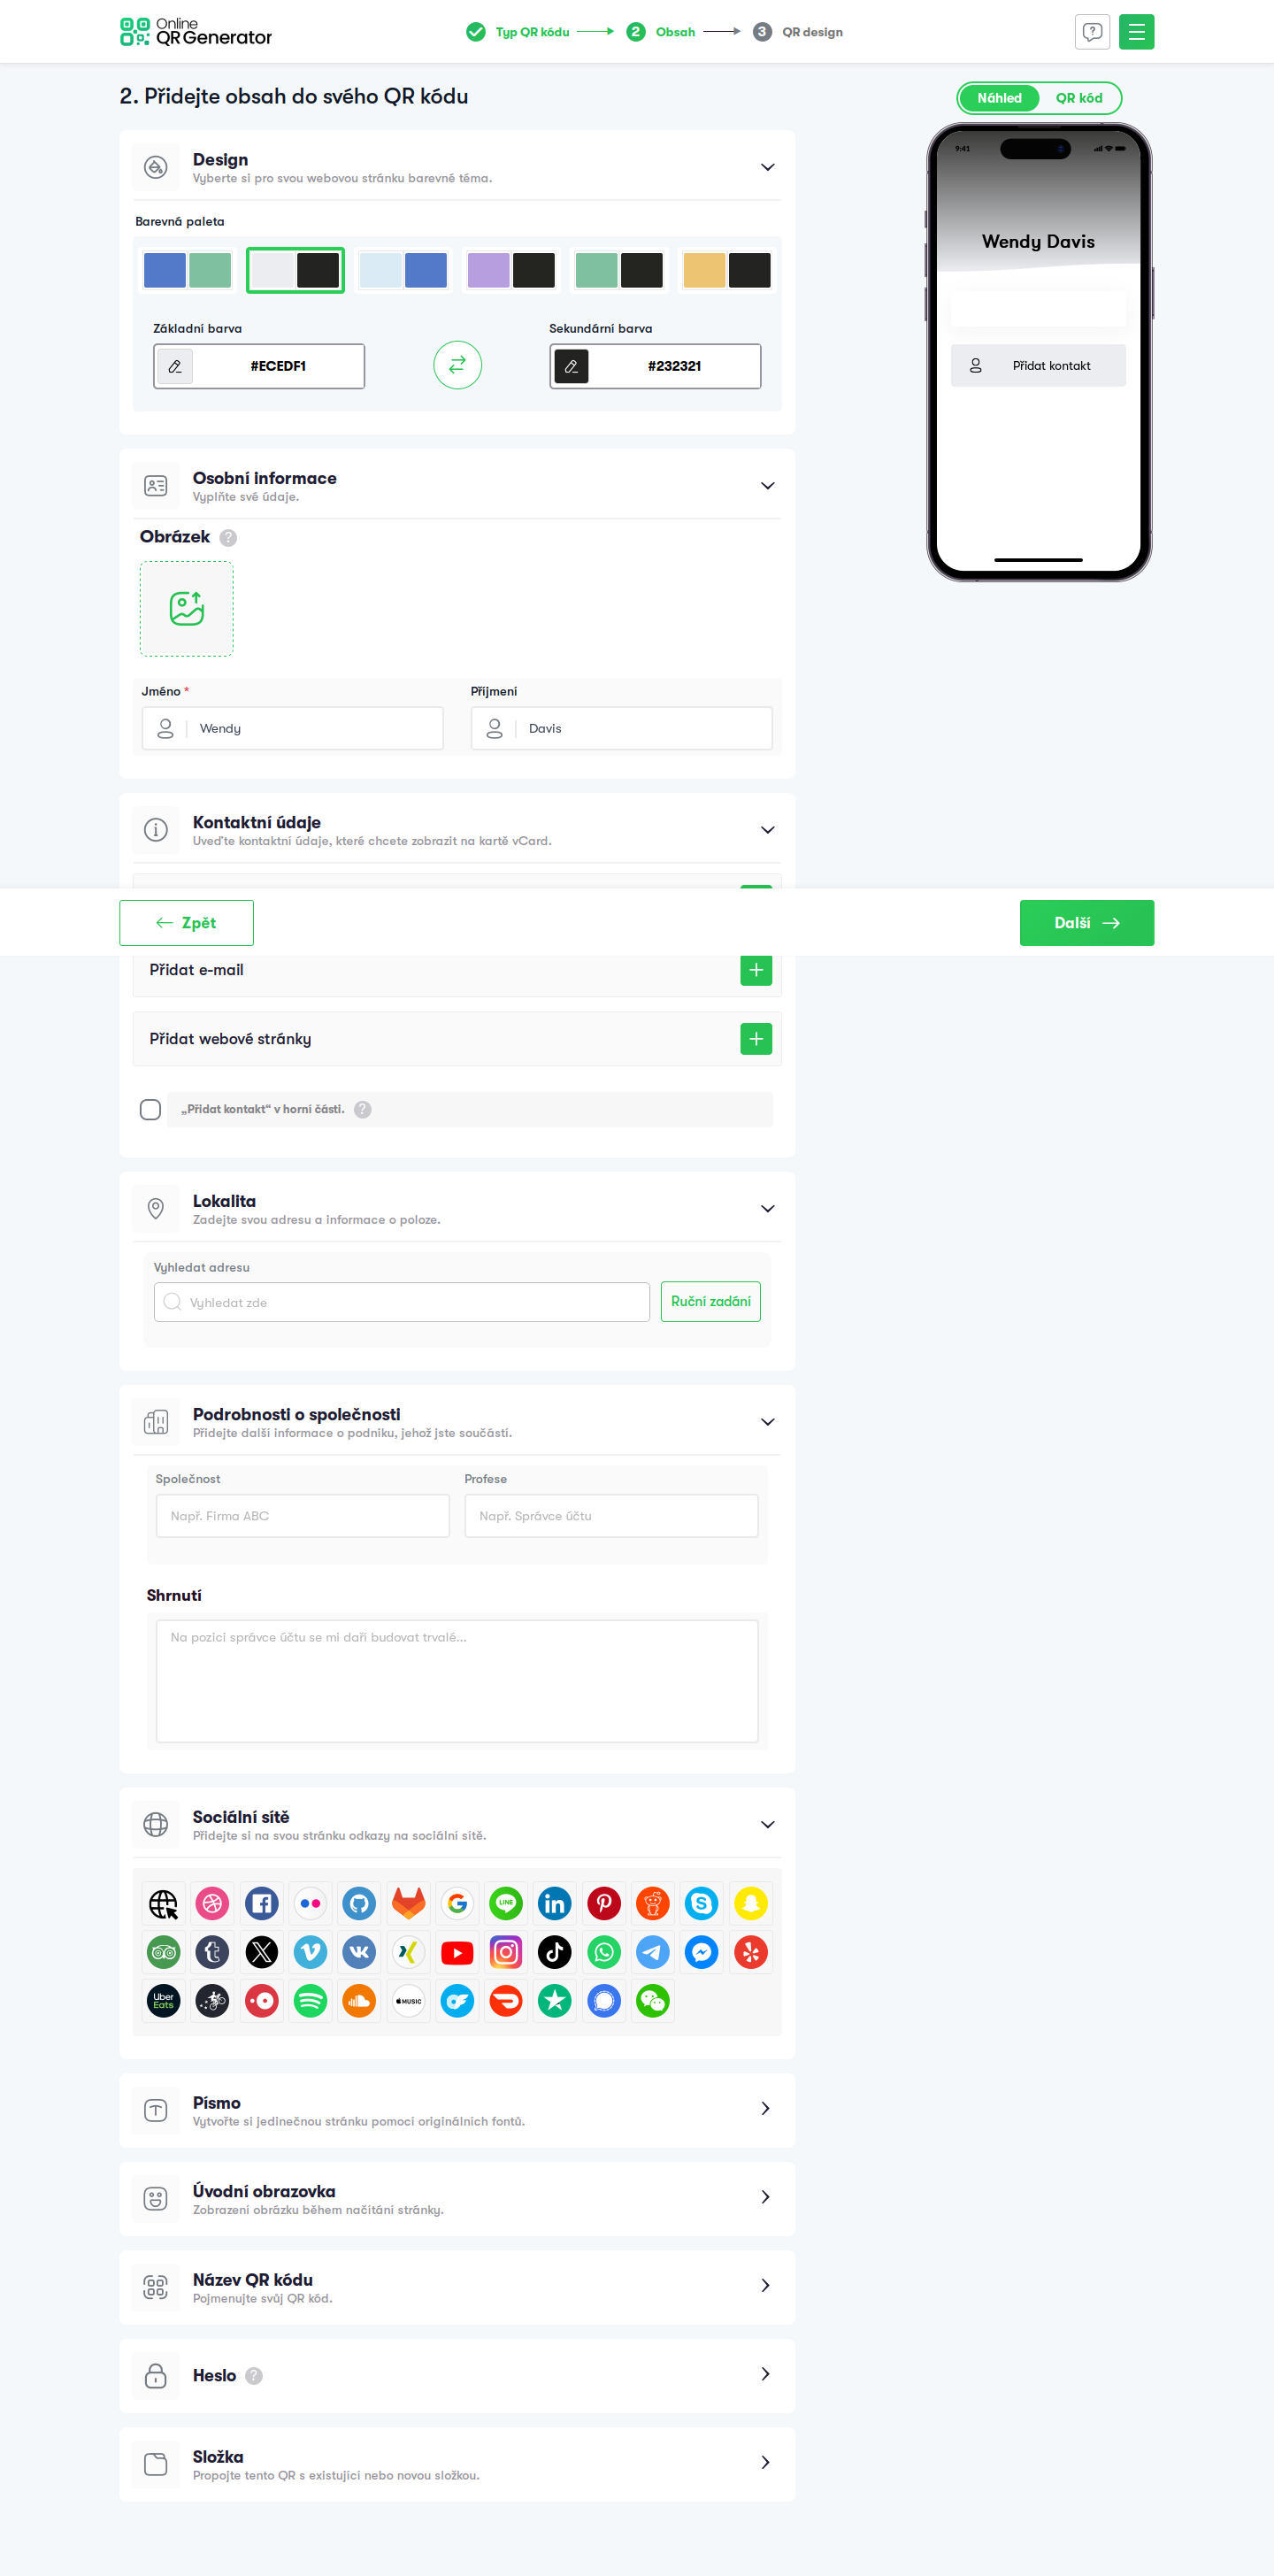 Online
QR Generator
Typ QR kódu
2
Obsah
3
QR design
2. Přidejte obsah do svého QR kódu
Náhled
QR kód
9:41
Wendy Davis
Přidat kontakt
Design
Vyberte si pro svou webovou stránku barevné téma.
Barevná paleta
Základní barva
Sekundární barva
#ECEDF1
#232321
Osobní informace
Vyplňte své údaje.
Obrázek ?
Jméno *
Příjmení
Wendy
Davis
Kontaktní údaje
Uveďte kontaktní údaje, které chcete zobrazit na kartě vCard.
Zpět
Další
Přidat e-mail
Přidat webové stránky
„Přidat kontakt“ v horní části. ?
Lokalita
Zadejte svou adresu a informace o poloze.
Vyhledat adresu
Vyhledat zde
Ruční zadání
Podrobnosti o společnosti
Přidejte další informace o podniku, jehož jste součástí.
Společnost
Profese
Např. Firma ABC
Např. Správce účtu
Shrnutí
Na pozici správce účtu se mi daří budovat trvalé...
Sociální sítě
Přidejte si na svou stránku odkazy na sociální sítě.
LINE
Uber
Eats
MUSIC
Písmo
Vytvořte si jedinečnou stránku pomocí originálních fontů.
Úvodní obrazovka
Zobrazení obrázku během načítání stránky.
Název QR kódu
Pojmenujte svůj QR kód.
Heslo ?
Složka
Propojte tento QR s existující nebo novou složkou.